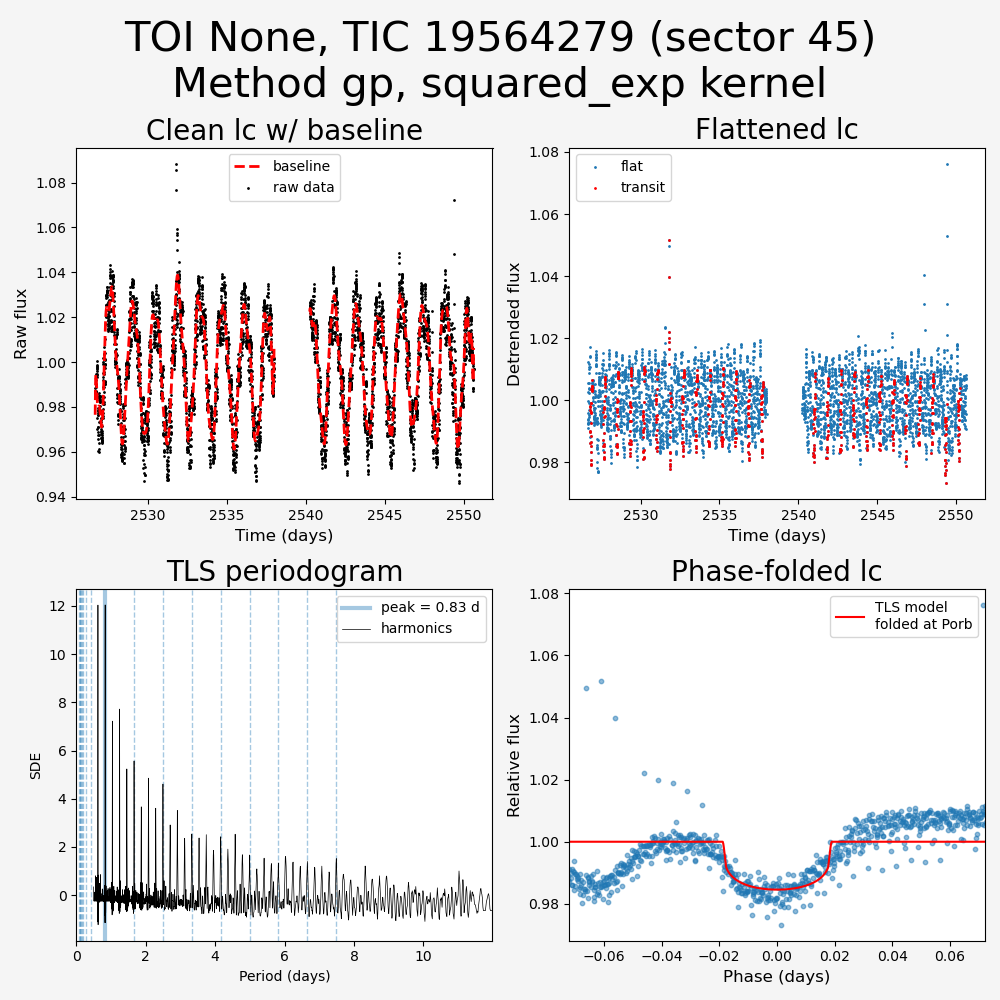 TOI None, TIC 19564279 (sector 45)
Method gp, squared_exp kernel
Clean lc w/ baseline
baseline
raw data
Raw flux
1.08
1.06
1.04
1.02
1.00
0.98
0.96
0.94
2530
2535
2540
2545
2550
Time (days)
Flattened lc
flat
transit
Detrended flux
1.08
1.06
1.04
1.02
1.00
0.98
2530
2535
2540
2545
2550
Time (days)
TLS periodogram
peak = 0.83 d
harmonics
SDE
12
10
8
6
4
2
0
0
2
4
6
8
10
Period (days)
Phase-folded lc
TLS model
folded at Porb
Relative flux
1.08
1.06
1.04
1.02
1.00
0.98
−0.06
−0.04
−0.02
0.00
0.02
0.04
0.06
Phase (days)